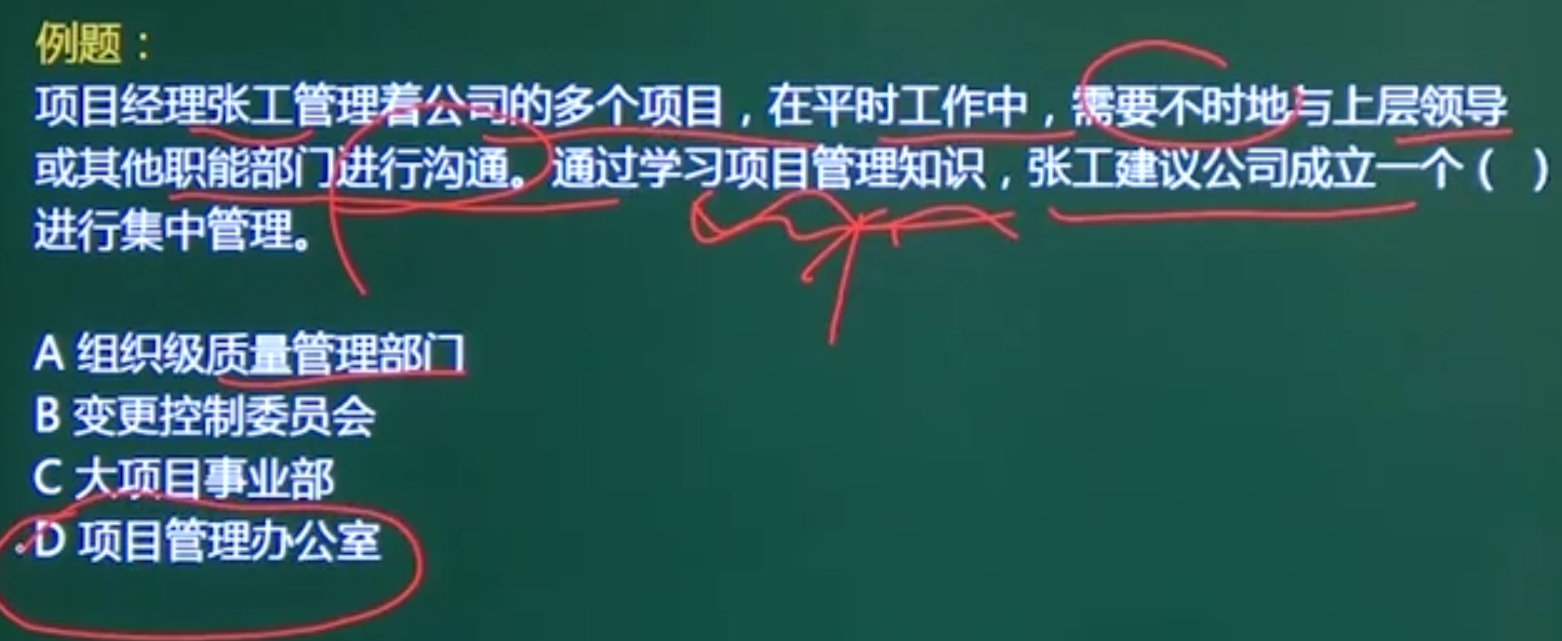 例题：
项目经理张工管理着公司的多个项目，在平时工作中，需要不时地与上层领导
或其他职能部门进行沟通。通过学习项目管理知识，张工建议公司成立一个（ ）
进行集中管理。
A 组织级质量管理部门
B 变更控制委员会
C 大项目事业部
D 项目管理办公室